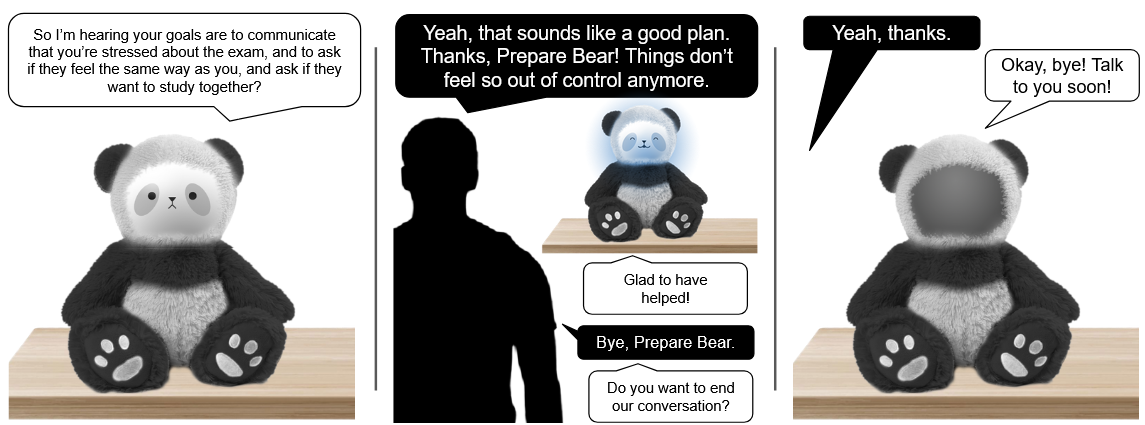 So I’m hearing your goals are to communicate
that you’re stressed about the exam, and to ask
if they feel the same way as you, and ask if they
want to study together?
Yeah, that sounds like a good plan.
Thanks, Prepare Bear! Things don’t
feel so out of control anymore.
Glad to have
helped!
Bye, Prepare Bear.
Do you want to end
our conversation?
Yeah, thanks.
Okay, bye! Talk
to you soon!